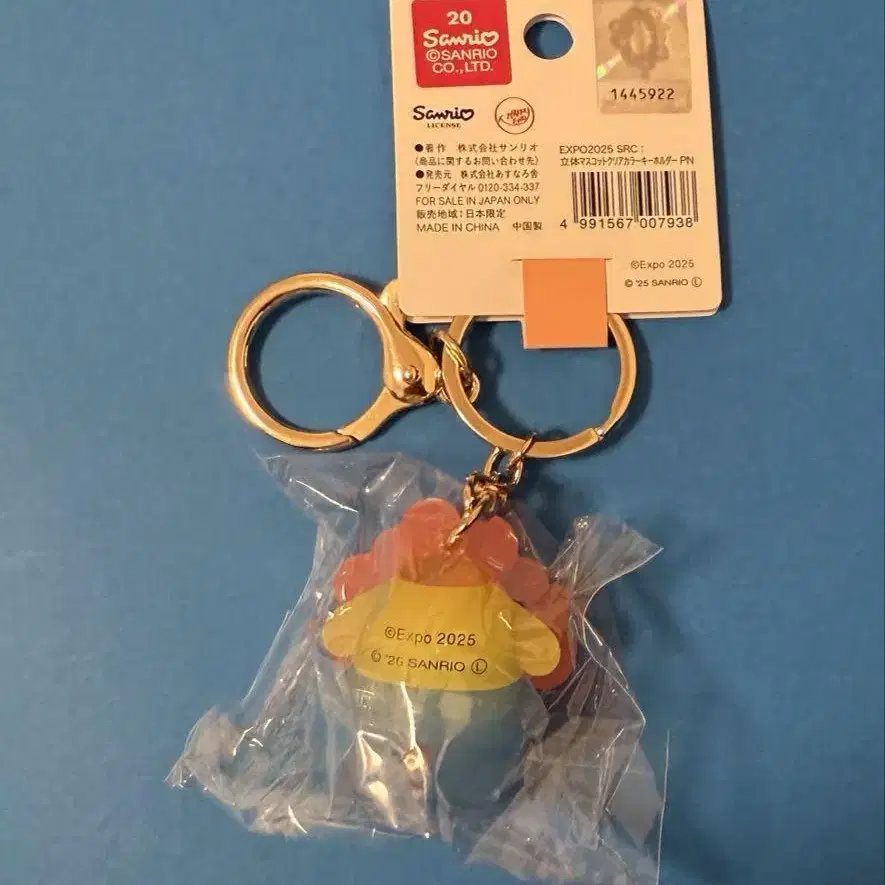 20
Sanrio
©SANRIO
CO.,LTD.
1445922
Sanrio
LICENSE
●著作 株式会社サンリオ
(商品に関するお問い合わせ先)
●発売元 株式会社あすなろ舎
フリーダイヤル 0120-334-337
FOR SALE IN JAPAN ONLY
販売地域:日本限定
MADE IN CHINA 中国製
EXPO2025 SRC :
立体マスコットクリアカラーキーホルダー PN
4 991567 007938
©Expo 2025
© '25 SANRIO Ⓛ
©Expo 2025
© '26 SANRIO Ⓛ